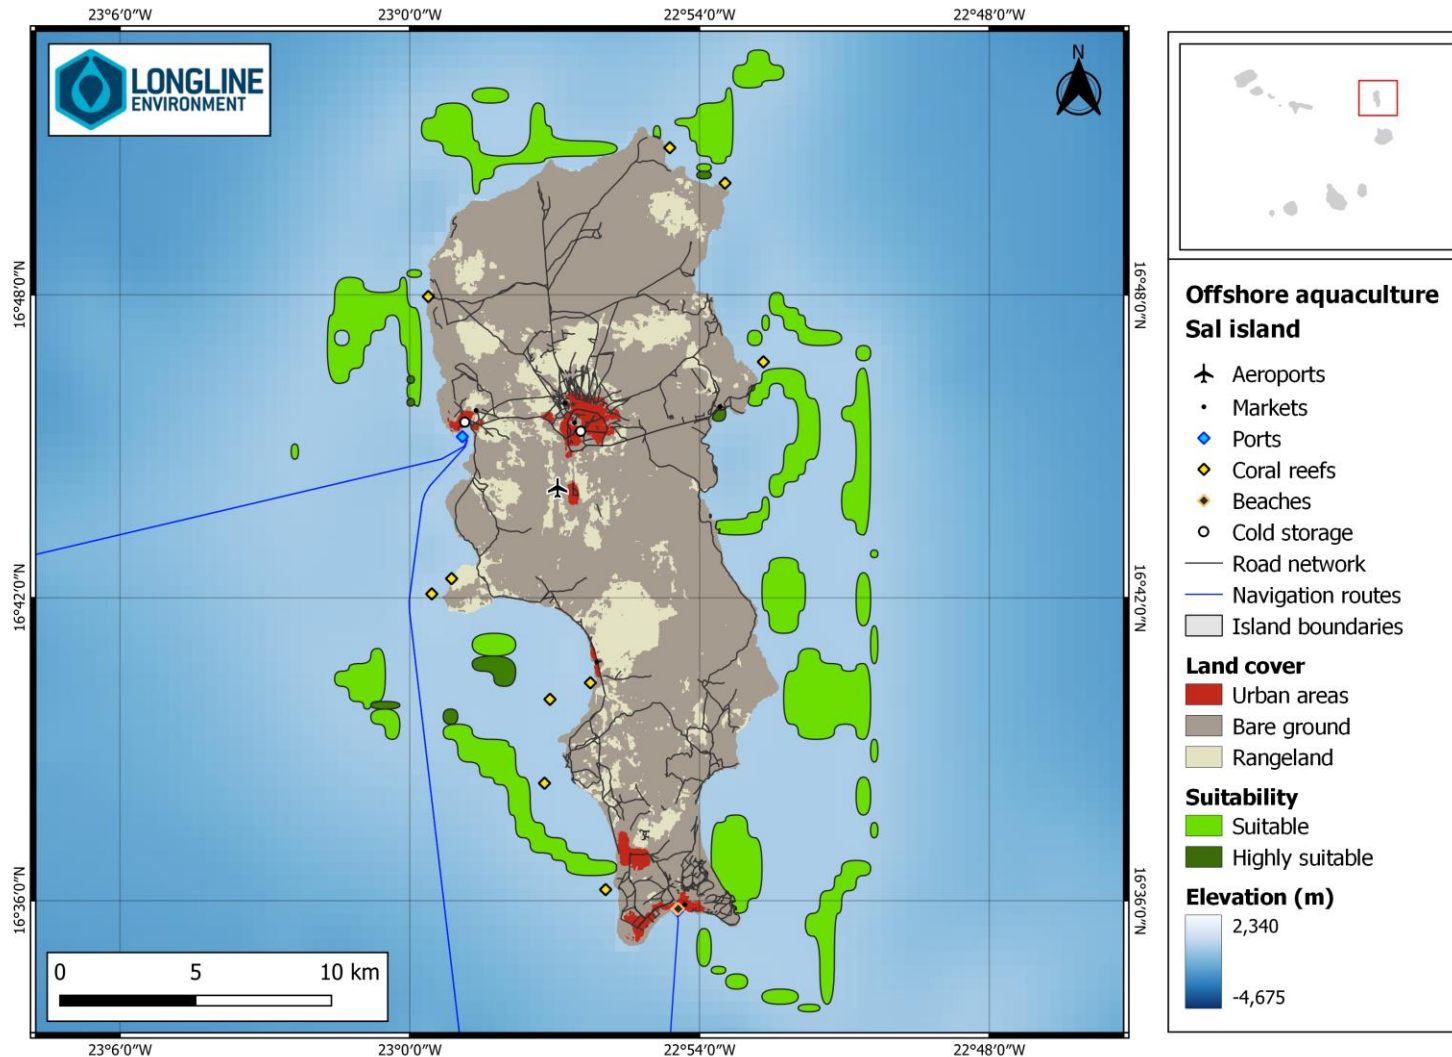 23°6′0″W 23°0′0″W 22°54′0″W 22°48′0″W
LONGLINE
ENVIRONMENT
N
16°48′0″N
16°42′0″N
16°36′0″N
16°48′0″N
16°42′0″N
16°36′0″N
0 5 10 km
23°6′0″W 23°0′0″W 22°54′0″W 22°48′0″W
Offshore aquaculture
Sal island
Aeroports
Markets
Ports
Coral reefs
Beaches
Cold storage
Road network
Navigation routes
Island boundaries
Land cover
Urban areas
Bare ground
Rangeland
Suitability
Suitable
Highly suitable
Elevation (m)
2,340
-4,675